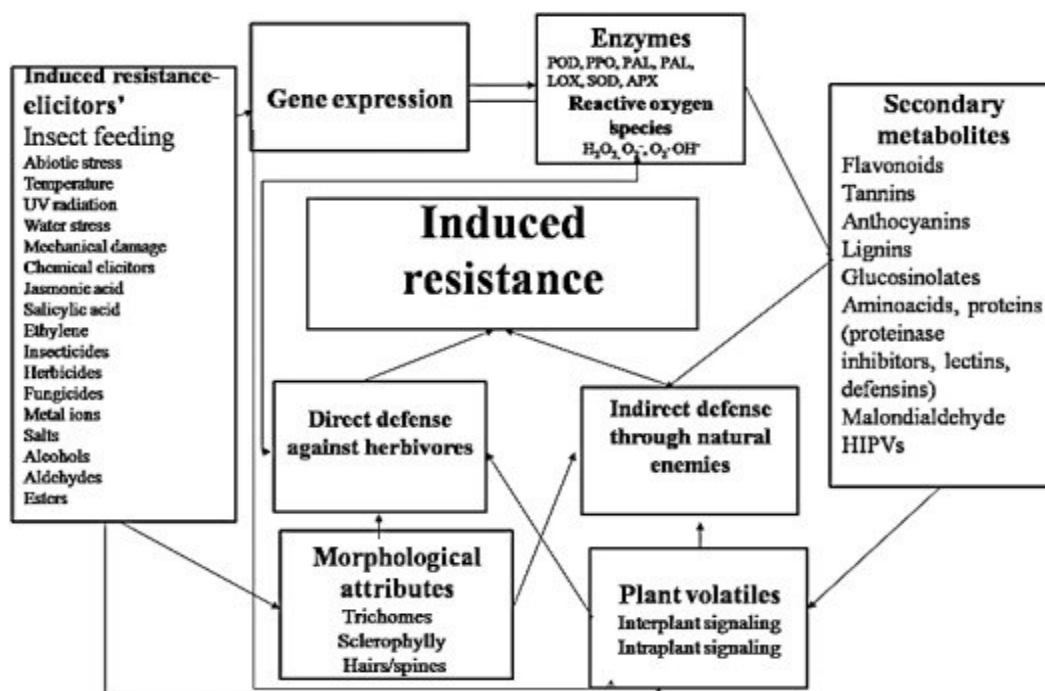 Induced resistance-
elicitors'
Insect feeding
Abiotic stress
Temperature
UV radiation
Water stress
Mechanical damage
Chemical elicitors
Jasmonic acid
Salicylic acid
Ethylene
Insecticides
Herbicides
Fungicides
Metal ions
Salts
Alcohols
Aldehydes
Esters
Gene expression
Enzymes
POD, PPO, PAL, PAL,
LOX, SOD, APX
Reactive oxygen
species
H₂O₂, O₂⁻, O₂·OH⁻
Secondary
metabolites
Flavonoids
Tannins
Anthocyanins
Lignins
Glucosinolates
Aminoacids, proteins
(proteinase
inhibitors, lectins,
defensins)
Malondialdehyde
HIPVs
Induced
resistance
Direct defense
against herbivores
Indirect defense
through natural
enemies
Morphological
attributes
Trichomes
Sclerophylly
Hairs/spines
Plant volatiles
Interplant signaling
Intraplant signaling